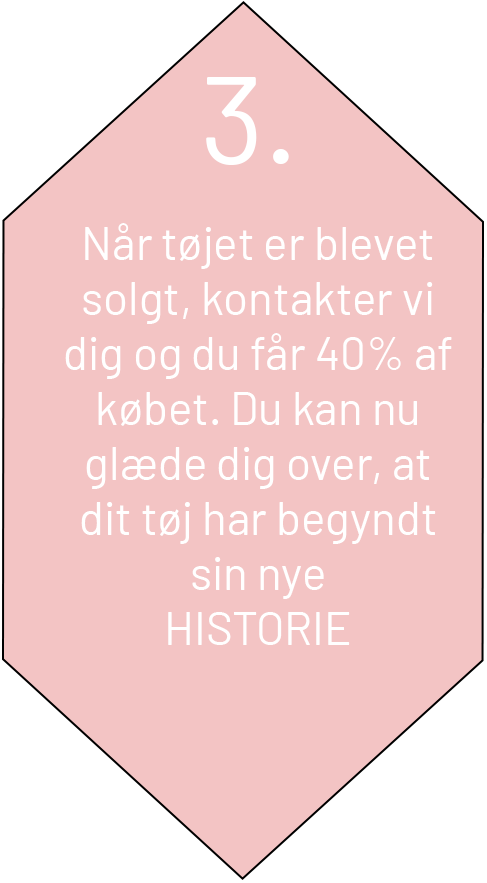 3.
Når tøjet er blevet
solgt, kontakter vi
dig og du får 40% af
købet. Du kan nu
glæde dig over, at
dit tøj har begyndt
sin nye
HISTORIE